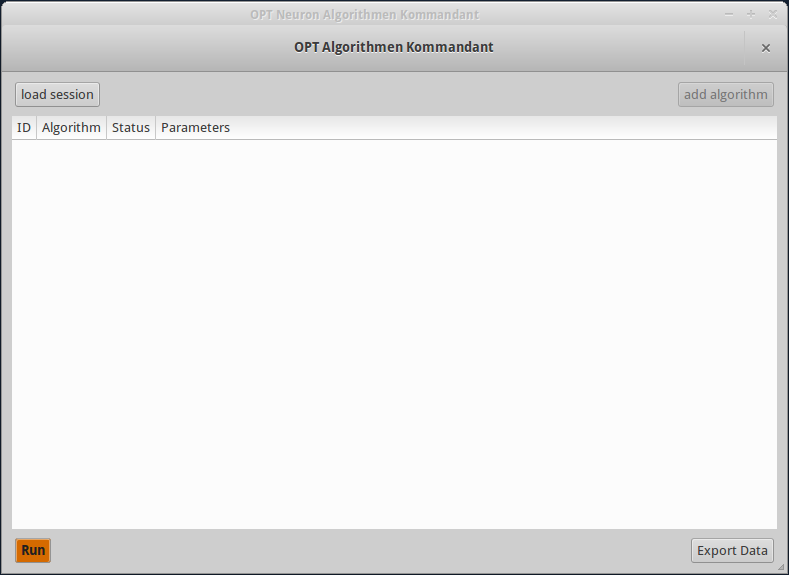 OPT Neuron Algorithmen Kommandant
OPT Algorithmen Kommandant
load session
add algorithm
ID Algorithm Status Parameters
Run
Export Data